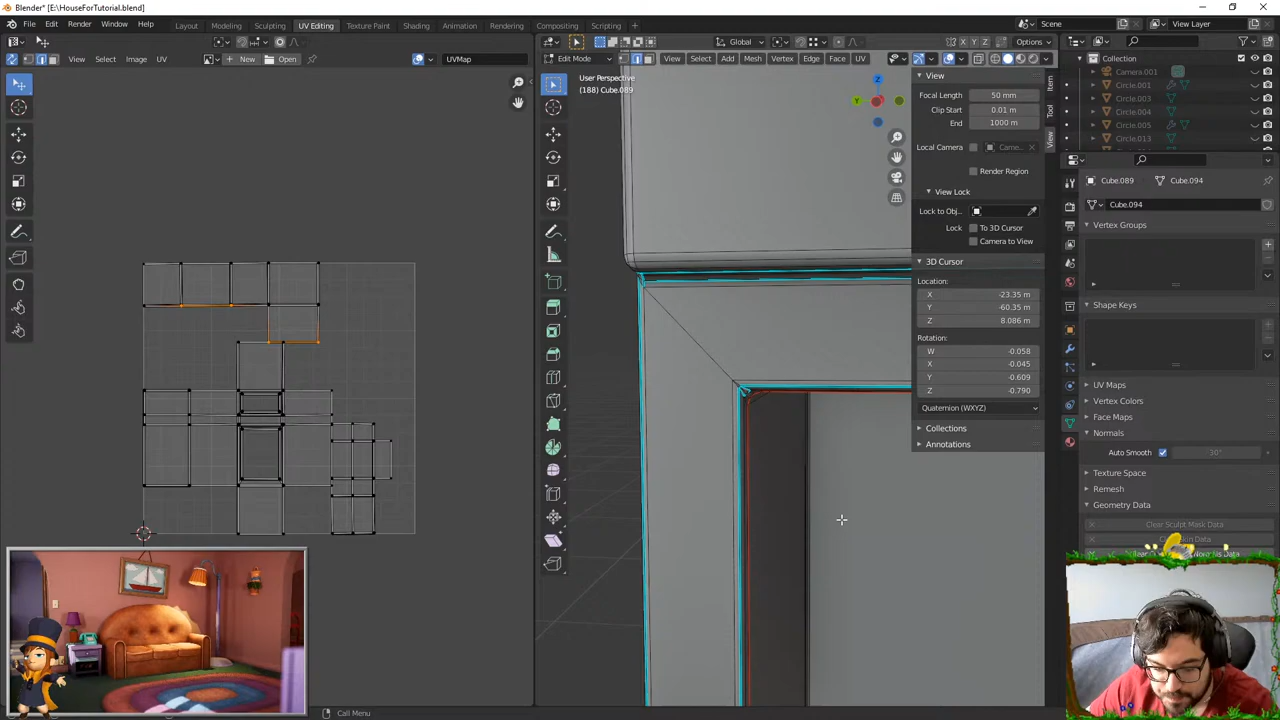 Blender* [E:\HouseForTutorial.blend]
File Edit Render Window Help Layout Modeling Sculpting UV Editing Texture Paint Shading Animation Rendering Compositing Scripting Scene View Layer
Global Options
View Select Image UV New Open UVMap
Edit Mode View Select Add Mesh Vertex Edge Face UV
User Perspective
(188) Cube.089
Z
Y
View
Focal Length 50 mm
Clip Start 0.01 m
End 1000 m
Local Camera Came...
Render Region
View Lock
Lock to Obj...
Lock To 3D Cursor
Camera to View
3D Cursor
Location:
X -23.35 m
Y -60.35 m
Z 8.086 m
Rotation:
W -0.058
X -0.045
Y -0.609
Z -0.790
Quaternion (WXYZ)
Collections
Annotations
Item
Tool
View
Collection
Camera.001
Circle.001
Circle.003
Circle.004
Circle.005
Circle.013
Cube.089 Cube.094
Cube.094
Vertex Groups
Shape Keys
UV Maps
Vertex Colors
Face Maps
Normals
Auto Smooth 30°
Texture Space
Remesh
Geometry Data
Clear Sculpt Mask Data
Call Menu